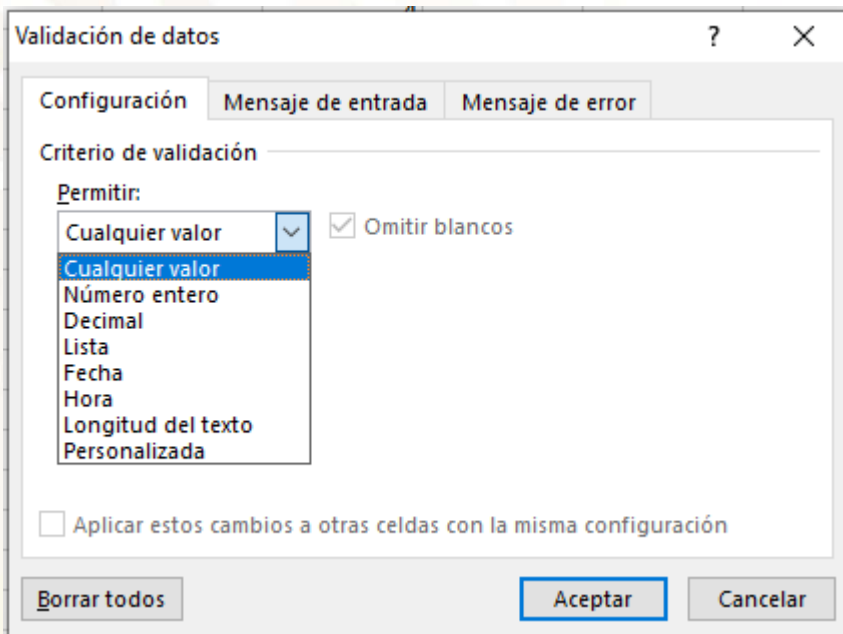 Validación de datos
?
Configuración
Mensaje de entrada
Mensaje de error
Criterio de validación
Permitir:
Cualquier valor
Omitir blancos
Cualquier valor
Número entero
Decimal
Lista
Fecha
Hora
Longitud del texto
Personalizada
Aplicar estos cambios a otras celdas con la misma configuración
Borrar todos
Aceptar
Cancelar